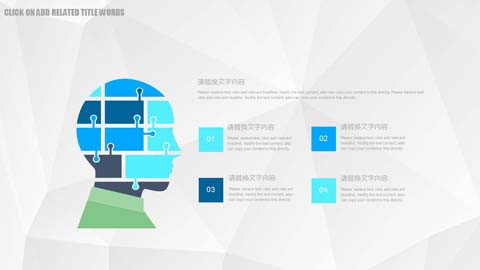 CLICK ON ADD RELATED TITLE WORDS
请替换文字内容
Please replace text, click add relevant headline, Modify the text content, also can copy your content to this directly. Please replace text,
click add relevant headline, Modify the text content, also can copy your content to this directly.
01
请替换文字内容
Please replace text, click add relevant
headline, Modify the text content, also
can copy your content to this directly.
02
请替换文字内容
Please replace text, click add relevant
headline, Modify the text content, also
can copy your content to this directly.
03
请替换文字内容
Please replace text, click add relevant
headline, Modify the text content, also
can copy your content to this directly.
04
请替换文字内容
Please replace text, click add relevant
headline, Modify the text content, also
can copy your content to this directly.